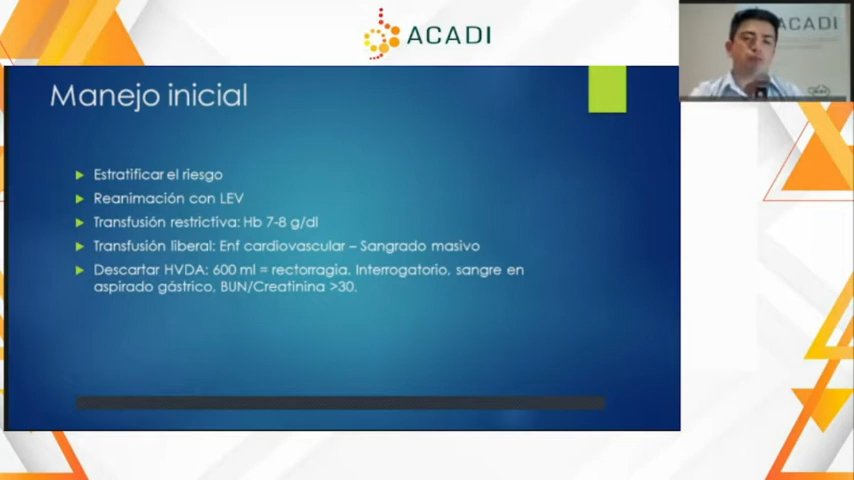 ACADI
ACADI
Manejo inicial
Estratificar el riesgo
Reanimación con LEV
Transfusión restrictiva: Hb 7-8 g/dl
Transfusión liberal: Enf cardiovascular – Sangrado masivo
Descartar HVDA: 600 ml = rectorragia. Interrogatorio, sangre en
aspirado gástrico, BUN/Creatinina >30.